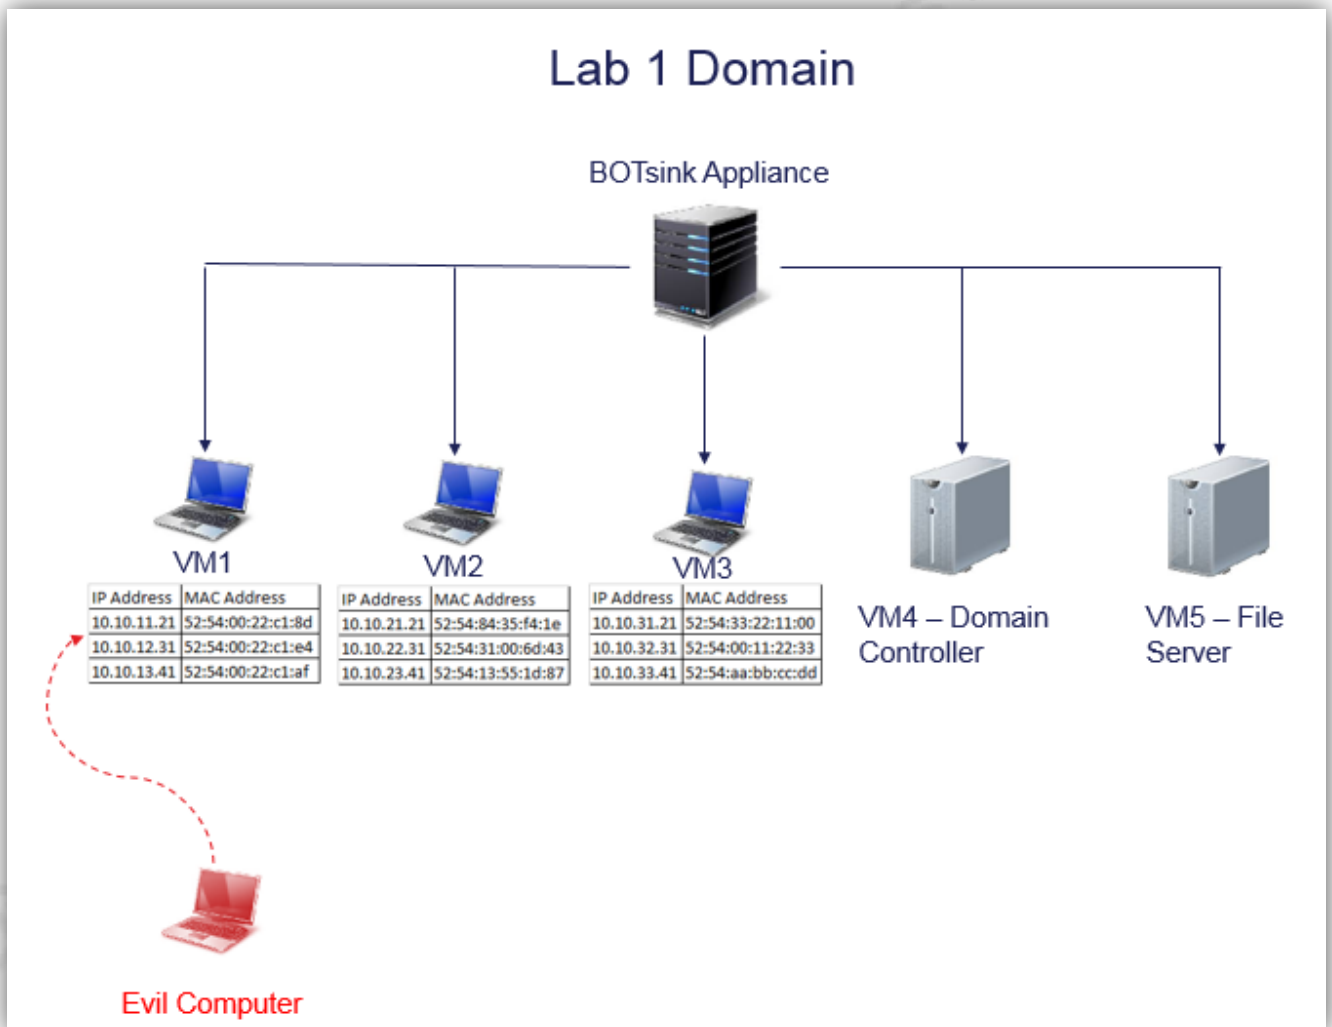 Lab 1 Domain
BOTsink Appliance
VM1
IP Address MAC Address
10.10.11.21 52:54:00:22:c1:8d
10.10.12.31 52:54:00:22:c1:e4
10.10.13.41 52:54:00:22:c1:af
VM2
IP Address MAC Address
10.10.21.21 52:54:84:35:f4:1e
10.10.22.31 52:54:31:00:6d:43
10.10.23.41 52:54:13:55:1d:87
VM3
IP Address MAC Address
10.10.31.21 52:54:33:22:11:00
10.10.32.31 52:54:00:11:22:33
10.10.33.41 52:54:aa:bb:cc:dd
VM4 – Domain
Controller
VM5 – File
Server
Evil Computer